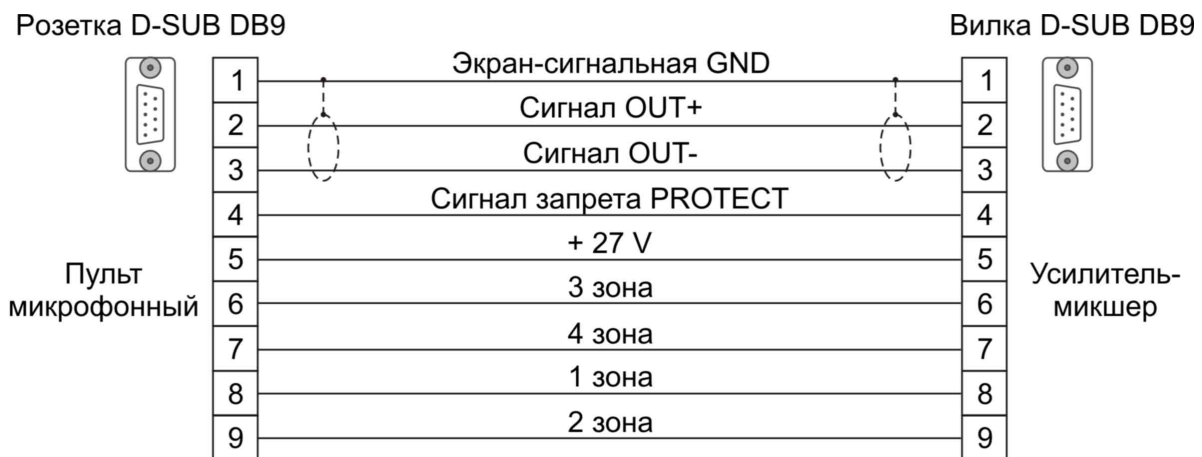 Розетка D-SUB DB9
Вилка D-SUB DB9
1 Экран-сигнальная GND 1
2 Сигнал OUT+ 2
3 Сигнал OUT- 3
4 Сигнал запрета PROTECT 4
5 + 27 V 5
6 3 зона 6
7 4 зона 7
8 1 зона 8
9 2 зона 9
Пульт
микрофонный
Усилитель-
микшер